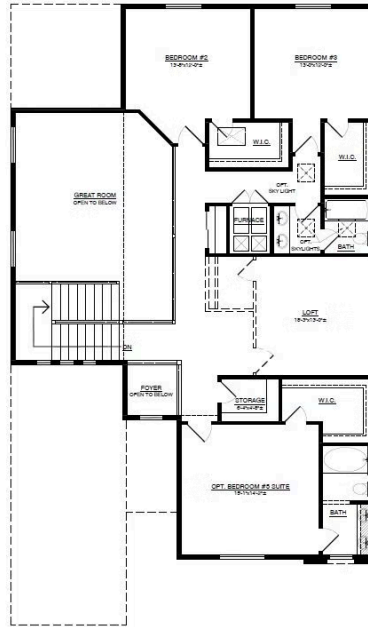 BEDROOM #2
BEDROOM #3
W.I.C.
W.I.C.
OPT.
SKY LIGHT
GREAT ROOM
OPEN TO BELOW
FURNACE
OPT.
SKYLIGHTS
BATH
LOFT
DN
FOYER
OPEN TO BELOW
STORAGE
W.I.C.
OPT. BEDROOM #5 SUITE
BATH